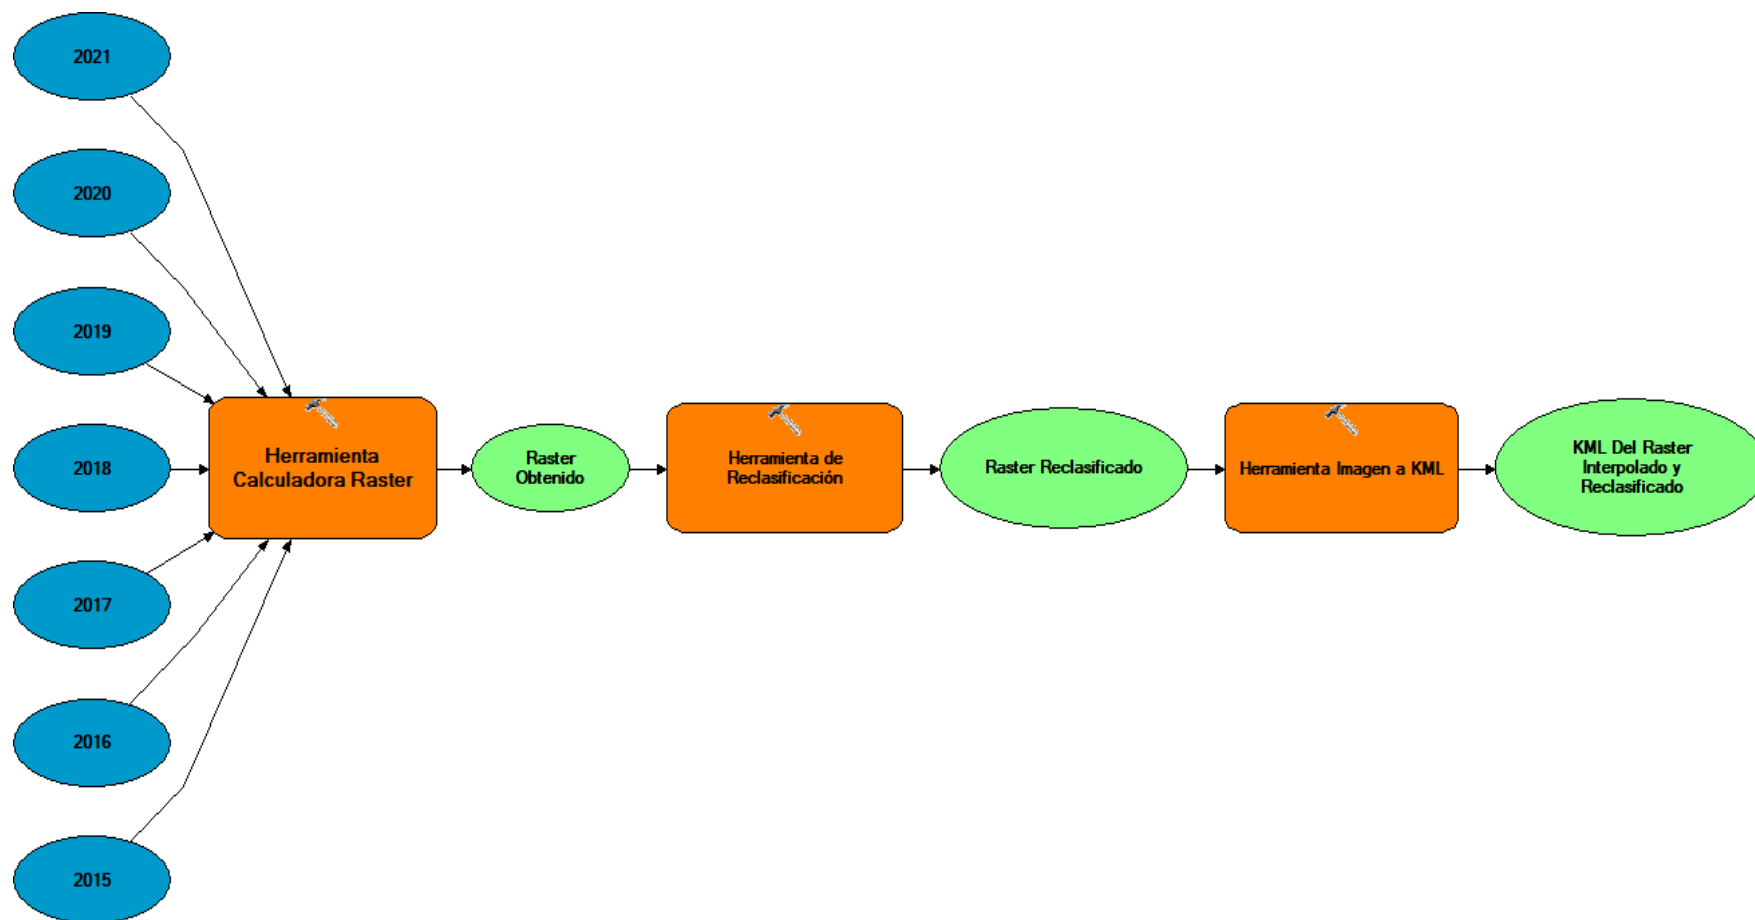 2021
2020
2019
2018
2017
2016
2015
Herramienta
Calculadora Raster
Raster
Obtenido
Herramienta de
Reclasificación
Raster Reclasificado
Herramienta Imagen a KML
KML Del Raster
Interpolado y
Reclasificado